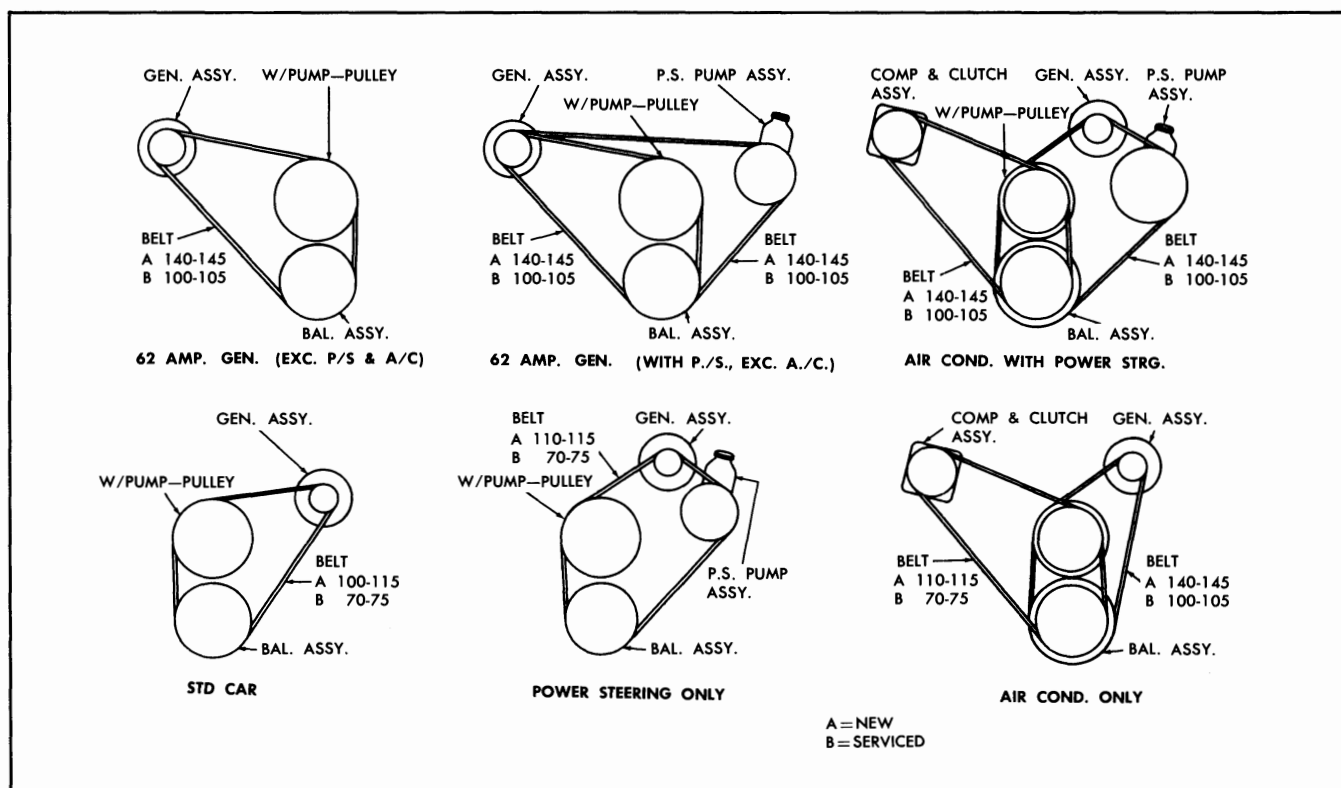 GEN. ASSY.
W/PUMP—PULLEY
BELT
A 140-145
B 100-105
BAL. ASSY.
62 AMP. GEN. (EXC. P/S & A/C)
GEN. ASSY.
P.S. PUMP ASSY.
W/PUMP—PULLEY
BELT
A 140-145
B 100-105
BELT
A 140-145
B 100-105
BAL. ASSY.
62 AMP. GEN. (WITH P./S., EXC. A./C.)
COMP & CLUTCH
ASSY.
GEN. ASSY.
P.S. PUMP
ASSY.
W/PUMP—PULLEY
BELT
A 140-145
B 100-105
BELT
A 140-145
B 100-105
BAL. ASSY.
AIR COND. WITH POWER STRG.
GEN. ASSY.
W/PUMP—PULLEY
BELT
A 100-115
B 70-75
BAL. ASSY.
STD CAR
BELT
A 110-115
B 70-75
GEN. ASSY.
W/PUMP—PULLEY
P.S. PUMP
ASSY.
BAL. ASSY.
POWER STEERING ONLY
COMP & CLUTCH
ASSY.
GEN. ASSY.
BELT
A 110-115
B 70-75
BELT
A 140-145
B 100-105
BAL. ASSY.
AIR COND. ONLY
A=NEW
B=SERVICED